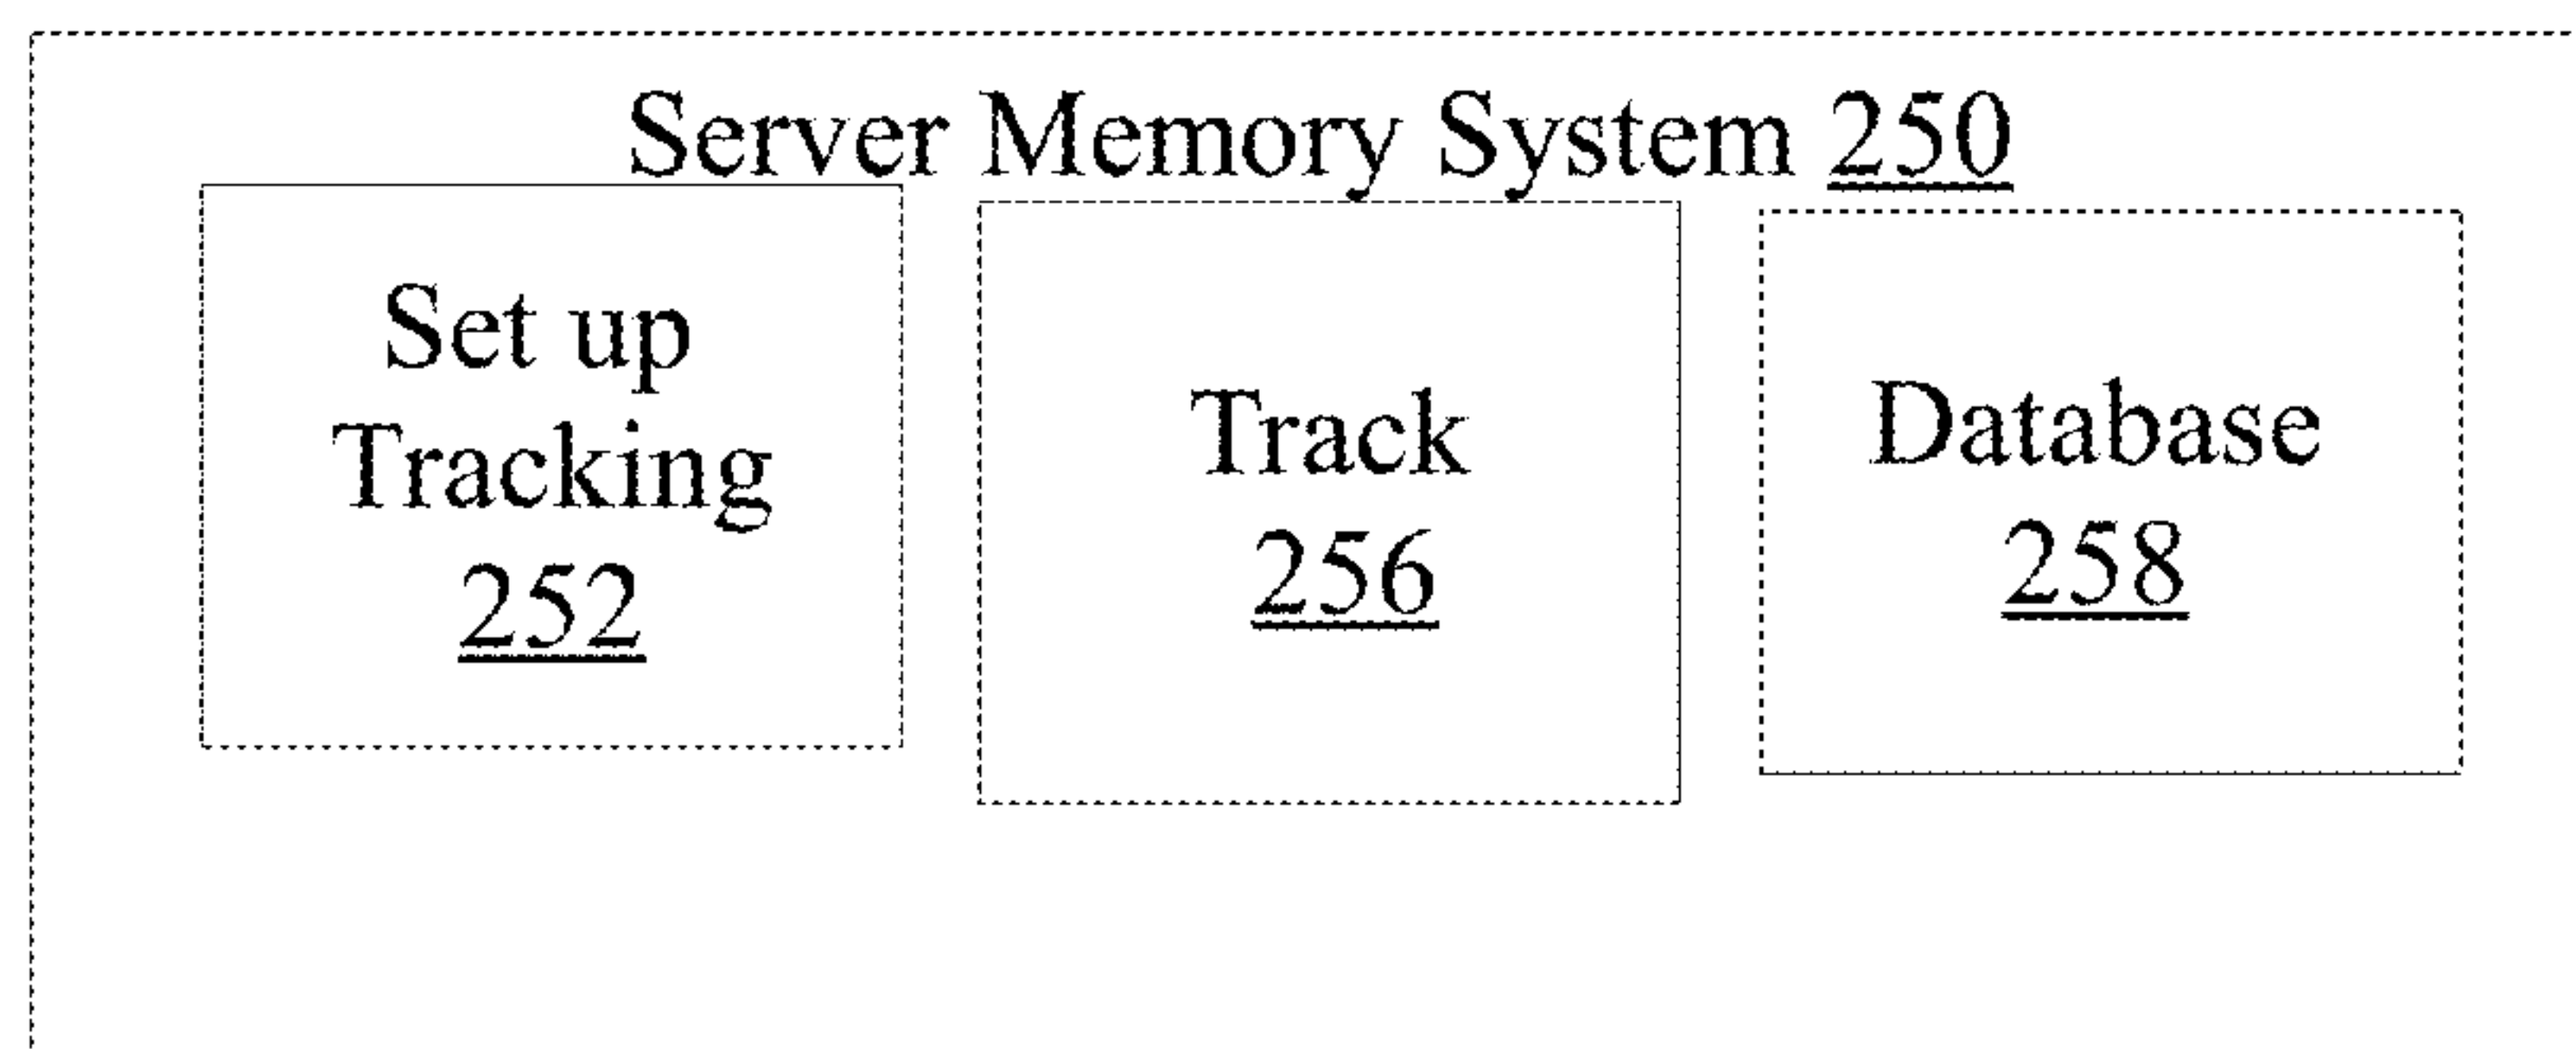 Server Memory System 250
Set up
Tracking
252
Track
256
Database
258